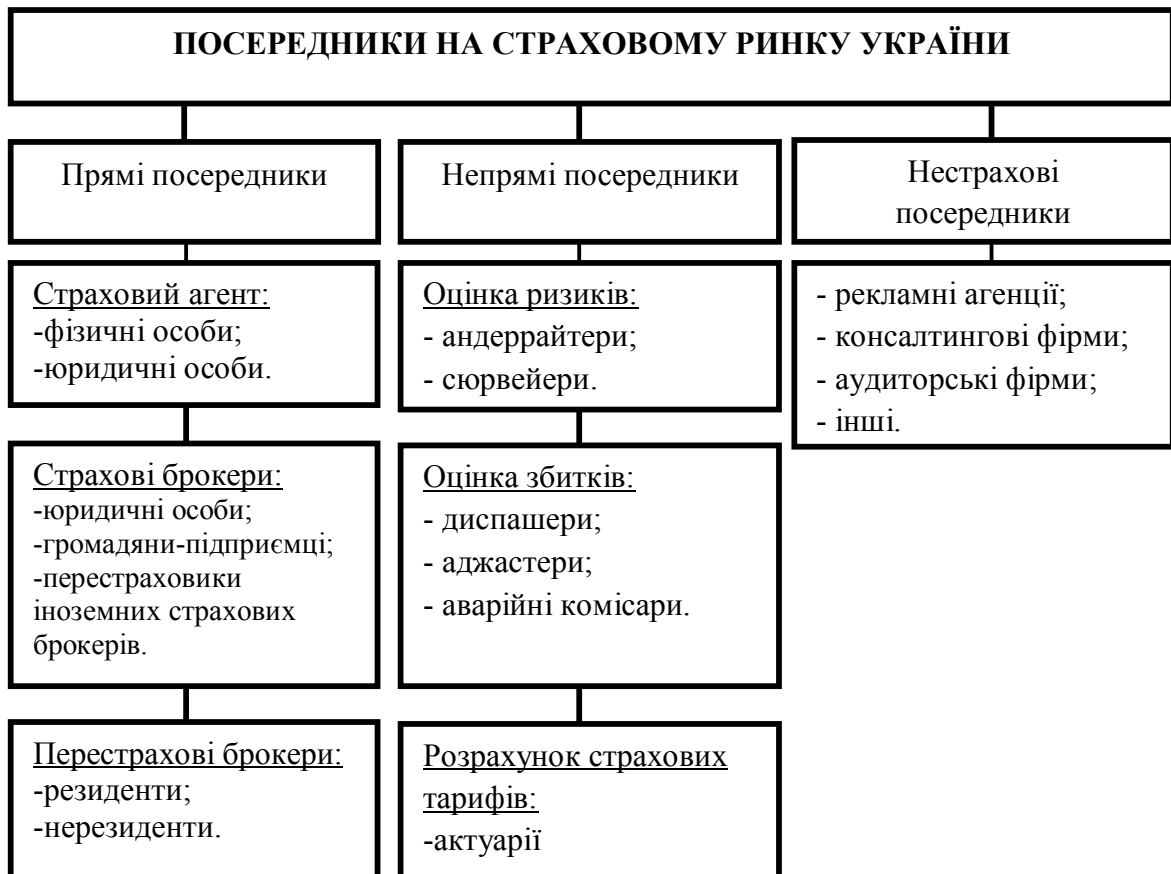 ПОСЕРЕДНИКИ НА СТРАХОВОМУ РИНКУ УКРАЇНИ
Прямі посередники
Страховий агент:
-фізичні особи;
-юридичні особи.
Страхові брокери:
-юридичні особи;
-громадяни-підприємці;
-перестраховики
іноземних страхових
брокерів.
Перестрахові брокери:
-резиденти;
-нерезиденти.
Непрямі посередники
Оцінка ризиків:
- андеррайтери;
- сюрвейери.
Оцінка збитків:
- диспашери;
- аджастери;
- аварійні комісари.
Розрахунок страхових
тарифів:
-актуарії
Нестрахові
посередники
- рекламні агенції;
- консалтингові фірми;
- аудиторські фірми;
- інші.